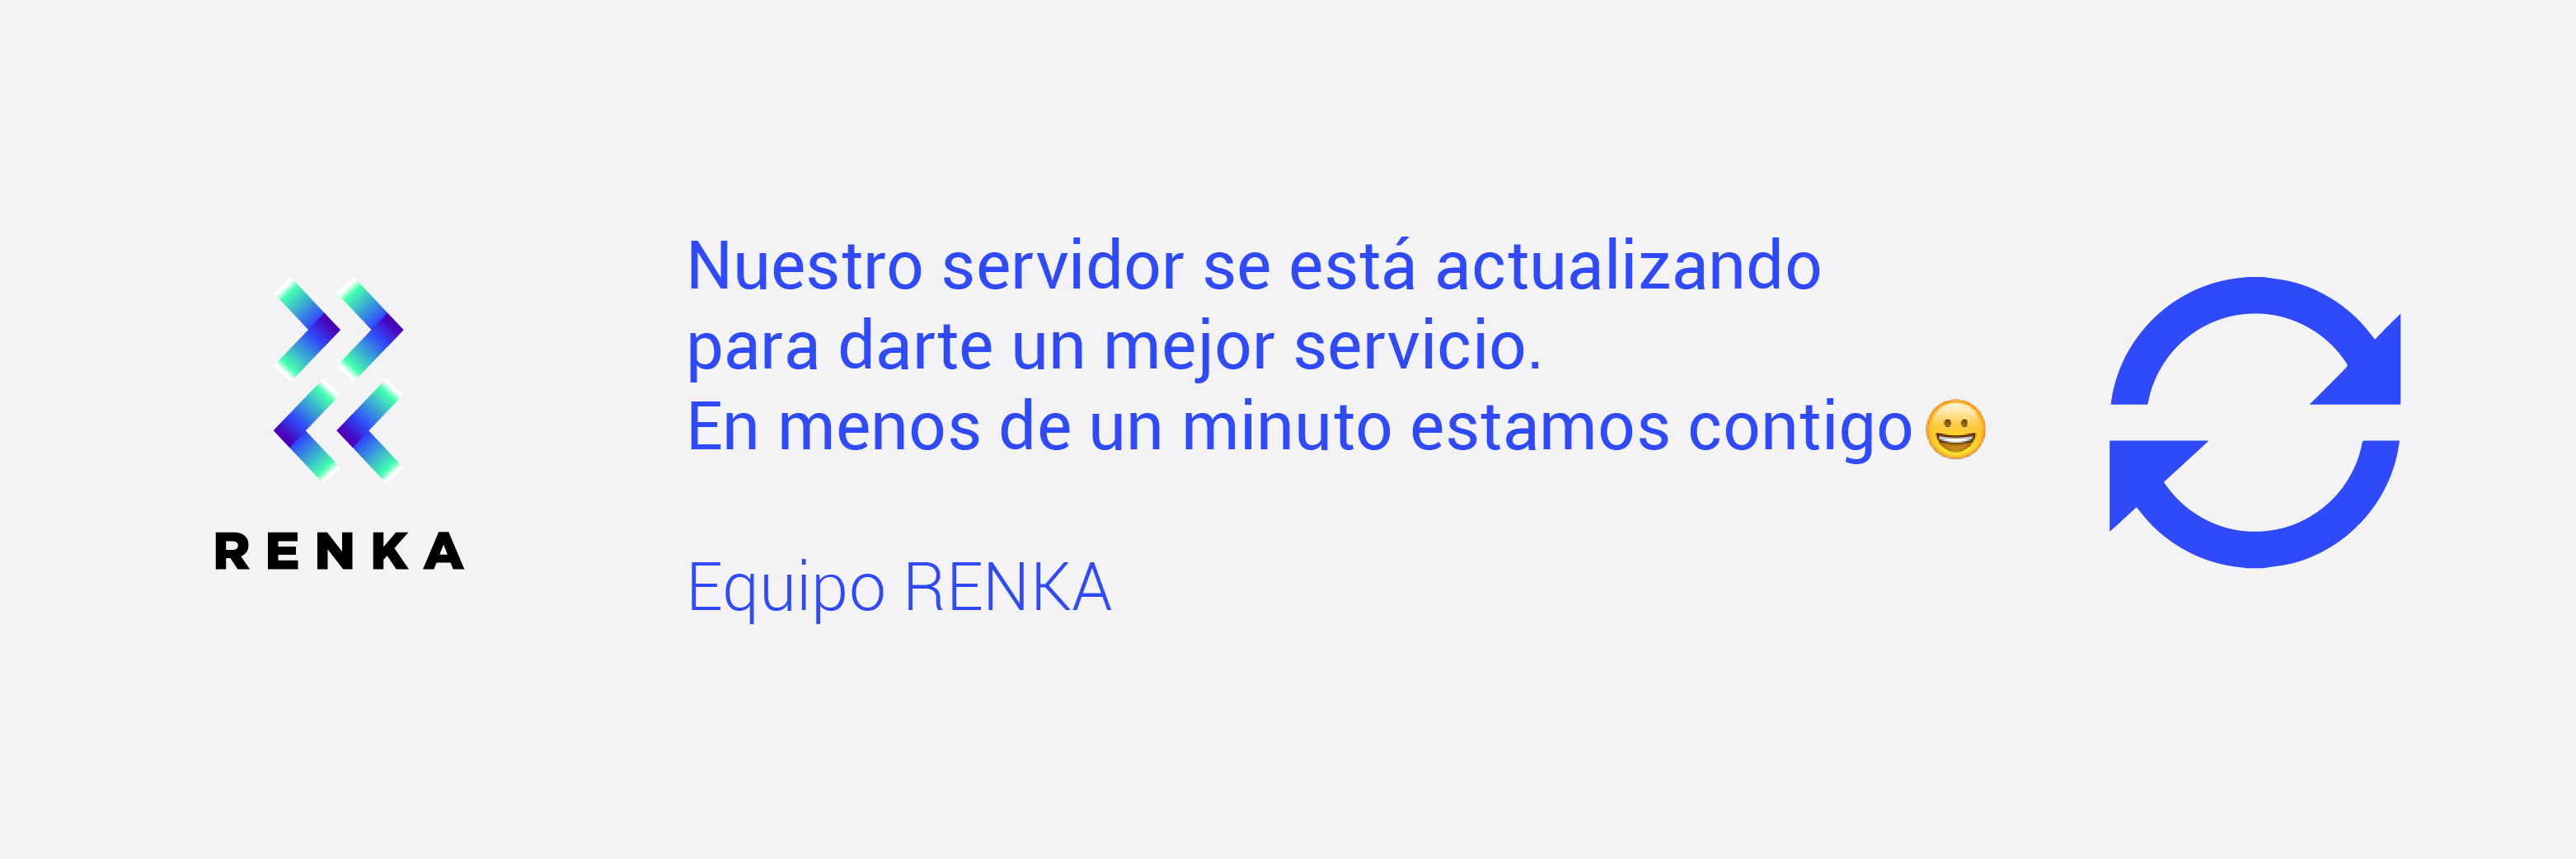 RENKA
Nuestro servidor se está actualizando
para darte un mejor servicio.
En menos de un minuto estamos contigo😀
Equipo RENKA